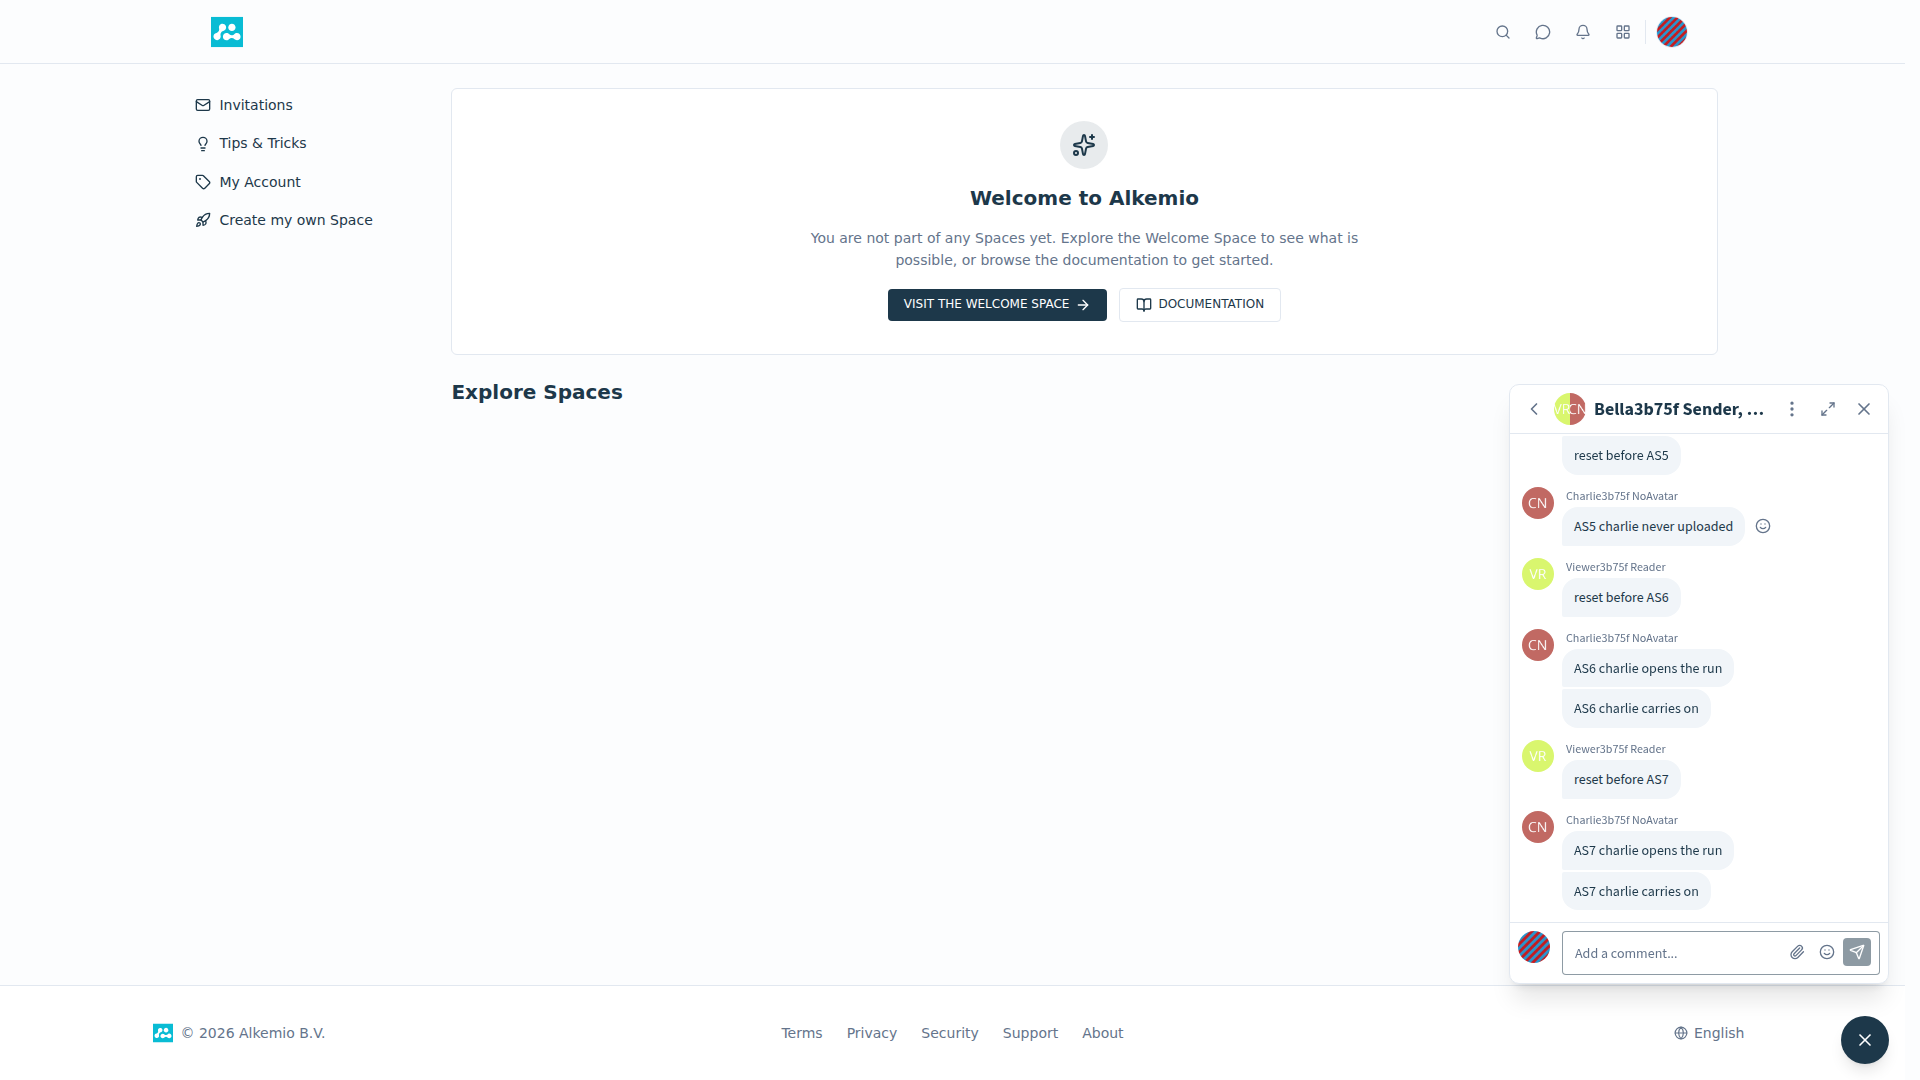 Invitations
Tips & Tricks
My Account
Create my own Space
Welcome to Alkemio
You are not part of any Spaces yet. Explore the Welcome Space to see what is
possible, or browse the documentation to get started.
VISIT THE WELCOME SPACE
DOCUMENTATION
Explore Spaces
VR CN
Bella3b75f Sender, ...
reset before AS5
Charlie3b75f NoAvatar
CN
AS5 charlie never uploaded
Viewer3b75f Reader
VR
reset before AS6
Charlie3b75f NoAvatar
CN
AS6 charlie opens the run
AS6 charlie carries on
Viewer3b75f Reader
VR
reset before AS7
Charlie3b75f NoAvatar
CN
AS7 charlie opens the run
AS7 charlie carries on
Add a comment...
© 2026 Alkemio B.V.
Terms
Privacy
Security
Support
About
English